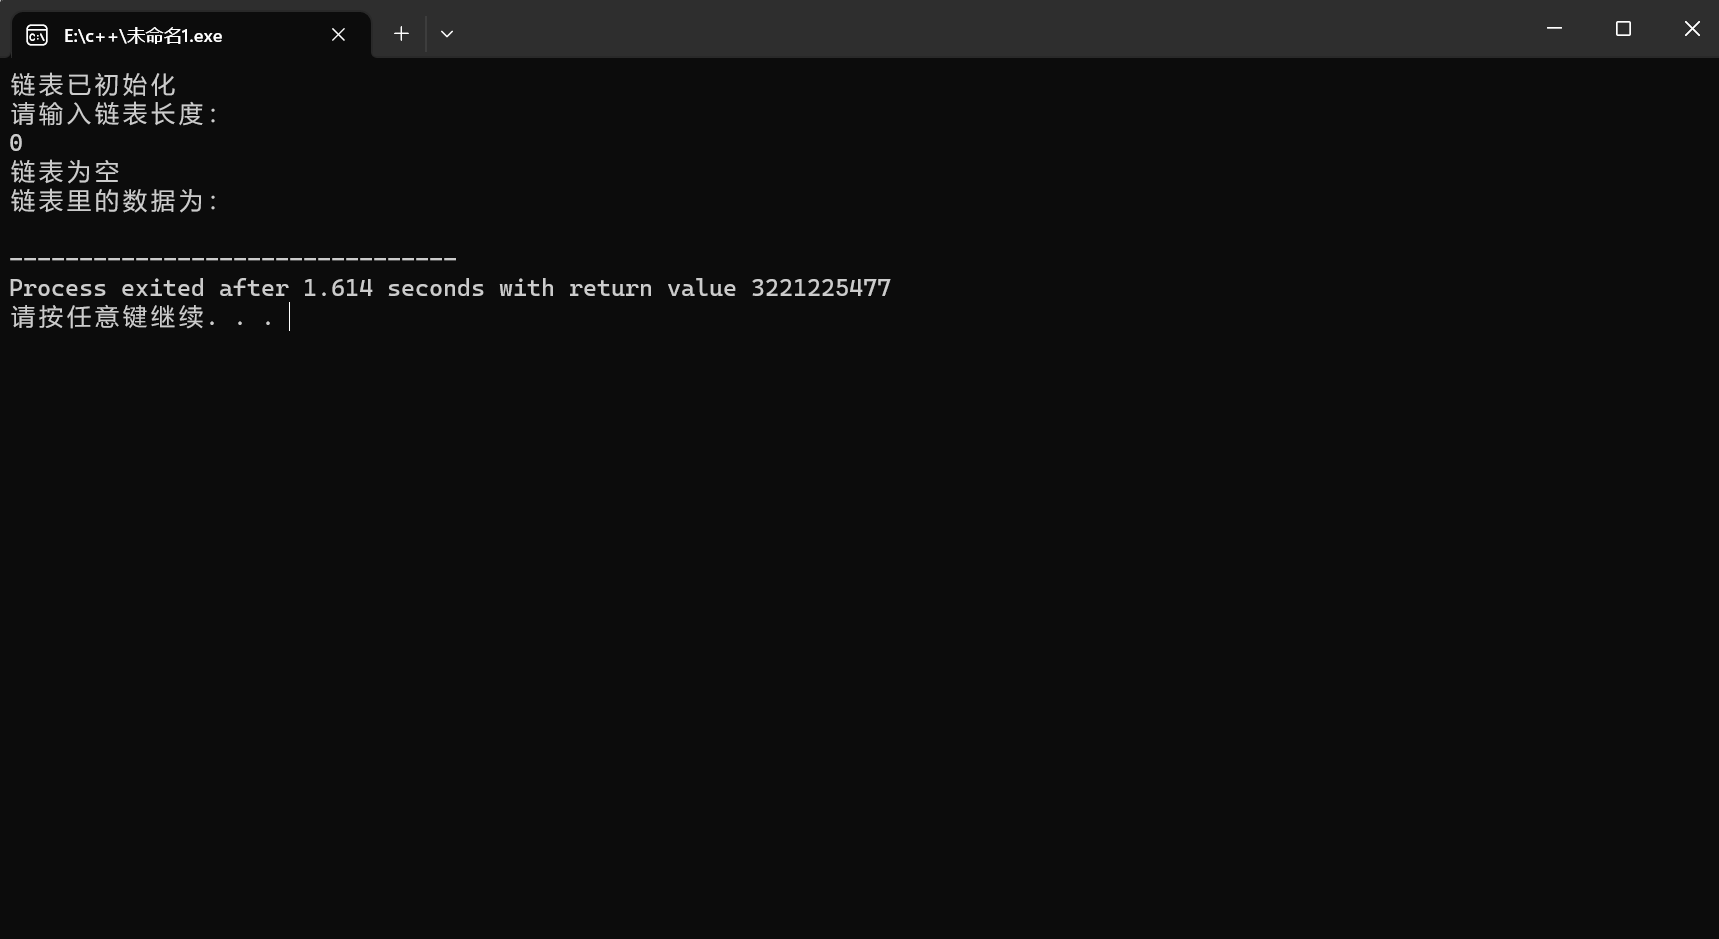 E:\c++\未命名1.exe
链表已初始化
请输入链表长度：
0
链表为空
链表里的数据为：
--------------------------------
Process exited after 1.614 seconds with return value 3221225477
请按任意键继续. . .